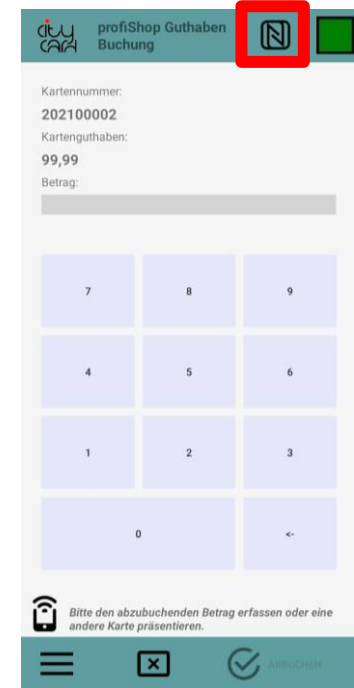 city card
profiShop Guthaben
Buchung
Kartennummer:
202100002
Kartenguthaben:
99,99
Betrag:
7 8 9
4 5 6
1 2 3
0 <-
Bitte den abzubuchenden Betrag erfassen oder eine
andere Karte präsentieren.
ABBUCHEN